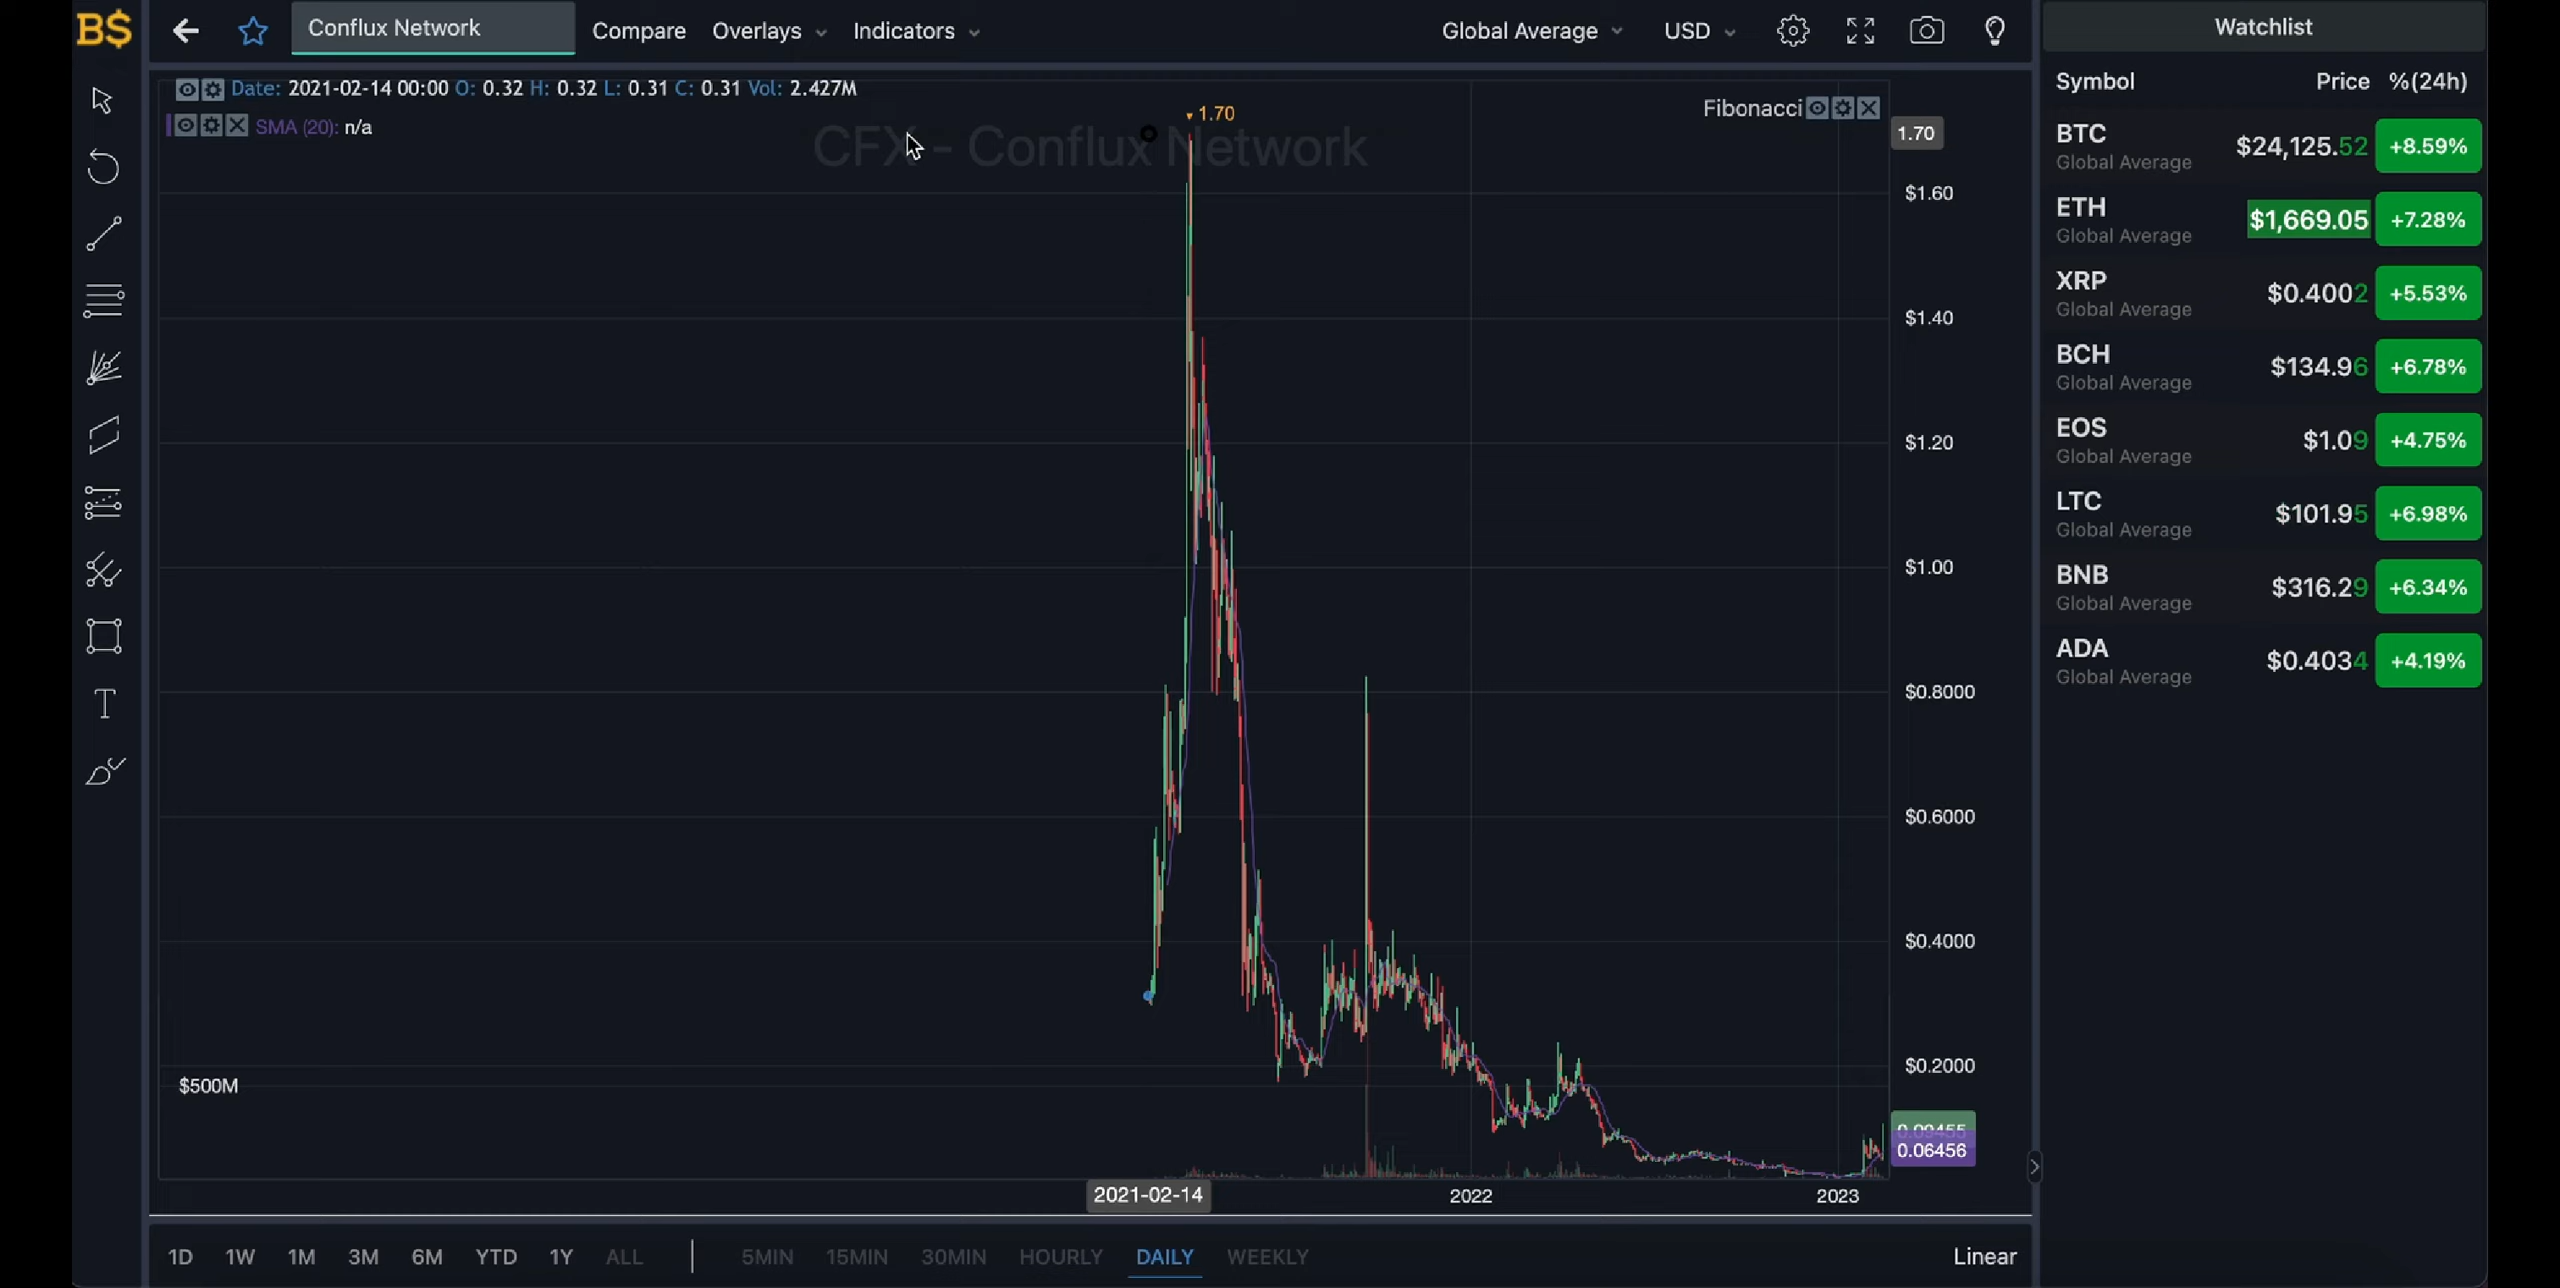 B$
Conflux Network
Compare
Overlays
Indicators
Global Average
USD
Date: 2021-02-14 00:00 O: 0.32 H: 0.32 L: 0.31 C: 0.31 Vol: 2.427M
SMA (20): n/a
CFX - Conflux Network
1.70
Fibonacci
1.70
$1.60
$1.40
$1.20
$1.00
$0.8000
$0.6000
$0.4000
$0.2000
0.09455
0.06456
$500M
2021-02-14
2022
2023
1D 1W 1M 3M 6M YTD 1Y ALL
5MIN 15MIN 30MIN HOURLY DAILY WEEKLY
Linear
Watchlist
Symbol Price %(24h)
BTC $24,125.52 +8.59%
Global Average
ETH $1,669.05 +7.28%
Global Average
XRP $0.4002 +5.53%
Global Average
BCH $134.96 +6.78%
Global Average
EOS $1.09 +4.75%
Global Average
LTC $101.95 +6.98%
Global Average
BNB $316.29 +6.34%
Global Average
ADA $0.4034 +4.19%
Global Average